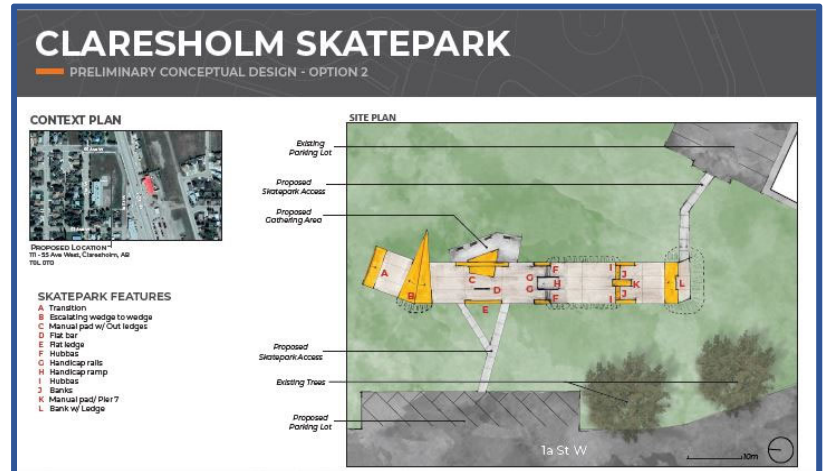 CLARESHOLM SKATEPARK
PRELIMINARY CONCEPTUAL DESIGN - OPTION 2
CONTEXT PLAN
PROPOSED LOCATION
111 - 55 Ave West, Claresholm, AB
T0L 0T0
SKATEPARK FEATURES
A Transition
B Escalating wedge to wedge
C Manual pad w/ Out ledges
D Flat bar
E Flat ledge
F Hubbas
G Handicap rails
H Handicap ramp
I Hubbas
J Banks
K Manual pad/ Pier 7
L Bank w/ Ledge
SITE PLAN
Existing
Parking Lot
Proposed
Skatepark Access
Proposed
Gathering Area
A
B
C
D
E
F
G
G
H
F
I
J
K
J
I
L
Proposed
Skatepark Access
Existing Trees
Proposed
Parking Lot
1a St W
10m